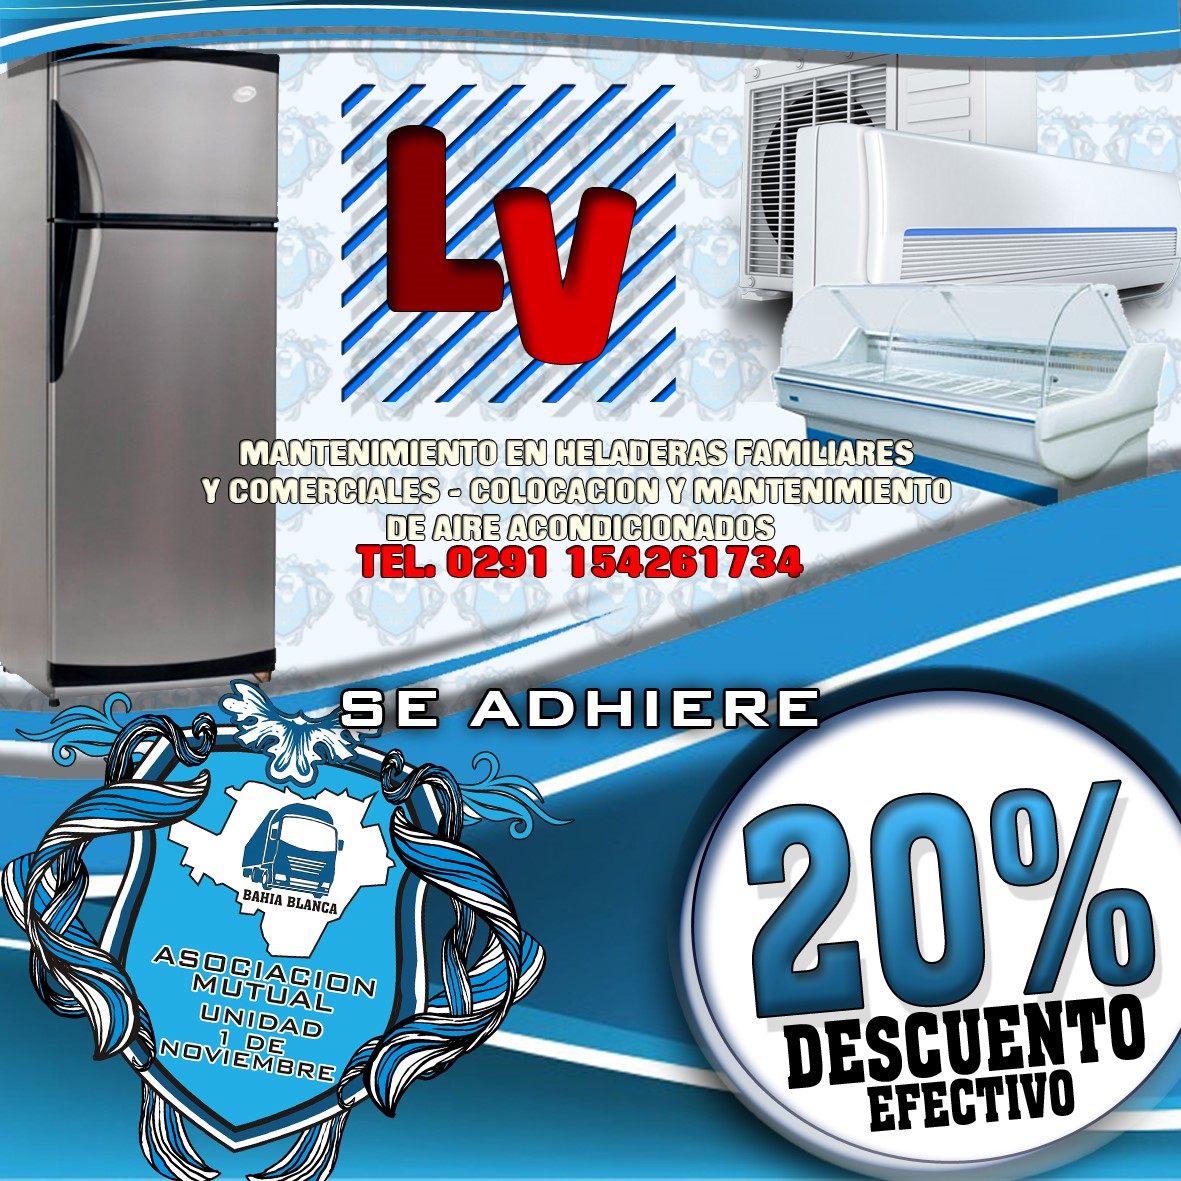 LV
MANTENIMIENTO EN HELADERAS FAMILIARES
Y COMERCIALES - COLOCACION Y MANTENIMIENTO
DE AIRE ACONDICIONADOS
TEL. 0291 154261734
SE ADHIERE
BAHIA BLANCA
ASOCIACION
MUTUAL
UNIDAD
1 DE
NOVIEMBRE
20%
DESCUENTO
EFECTIVO